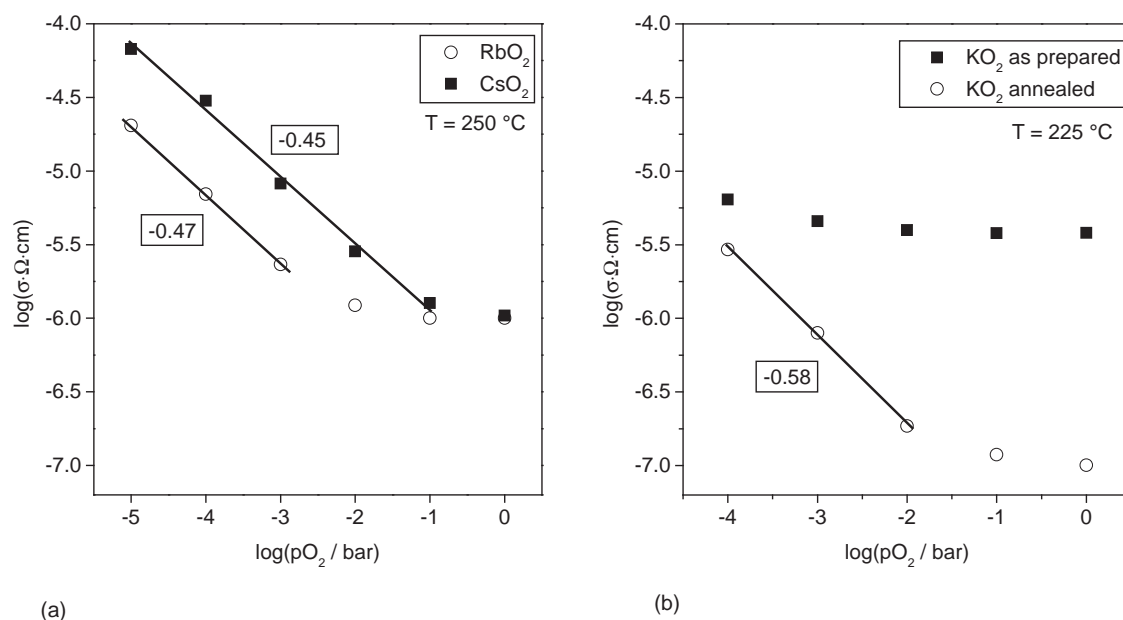 -4.0
-4.5
-5.0
-5.5
-6.0
-6.5
-7.0
log(σ·Ω·cm)
-5 -4 -3 -2 -1 0
log(pO₂ / bar)
RbO₂
CsO₂
T = 250 °C
-0.45
-0.47
(a)
-4.0
-4.5
-5.0
-5.5
-6.0
-6.5
-7.0
log(σ·Ω·cm)
-4 -3 -2 -1 0
log(pO₂ / bar)
KO₂ as prepared
KO₂ annealed
T = 225 °C
-0.58
(b)